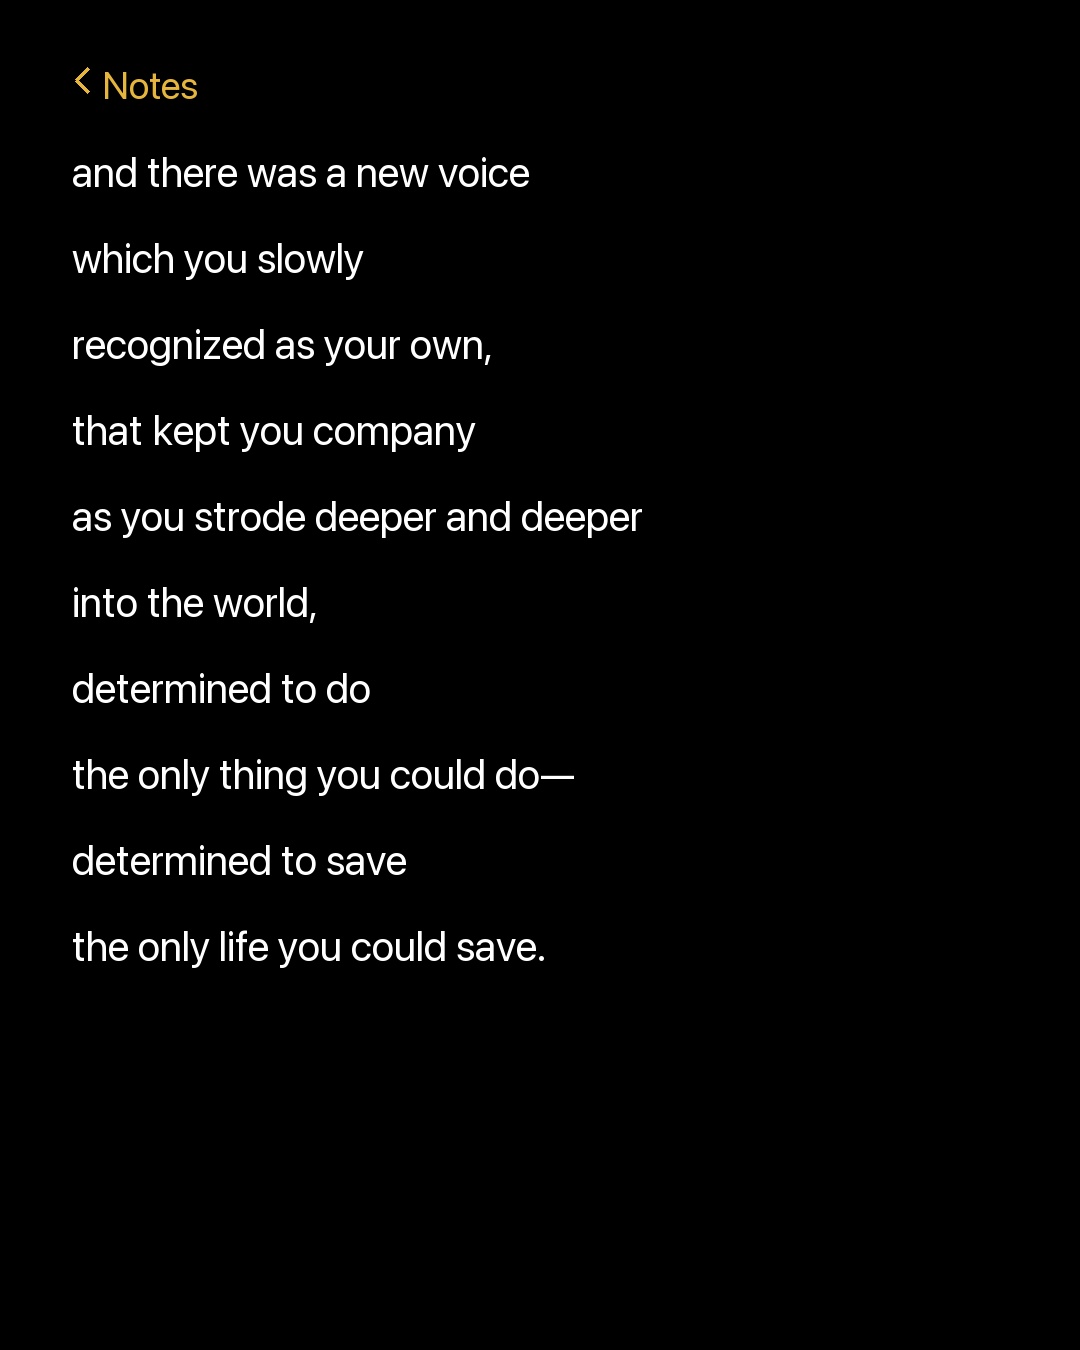 Notes
and there was a new voice
which you slowly
recognized as your own,
that kept you company
as you strode deeper and deeper
into the world,
determined to do
the only thing you could do—
determined to save
the only life you could save.